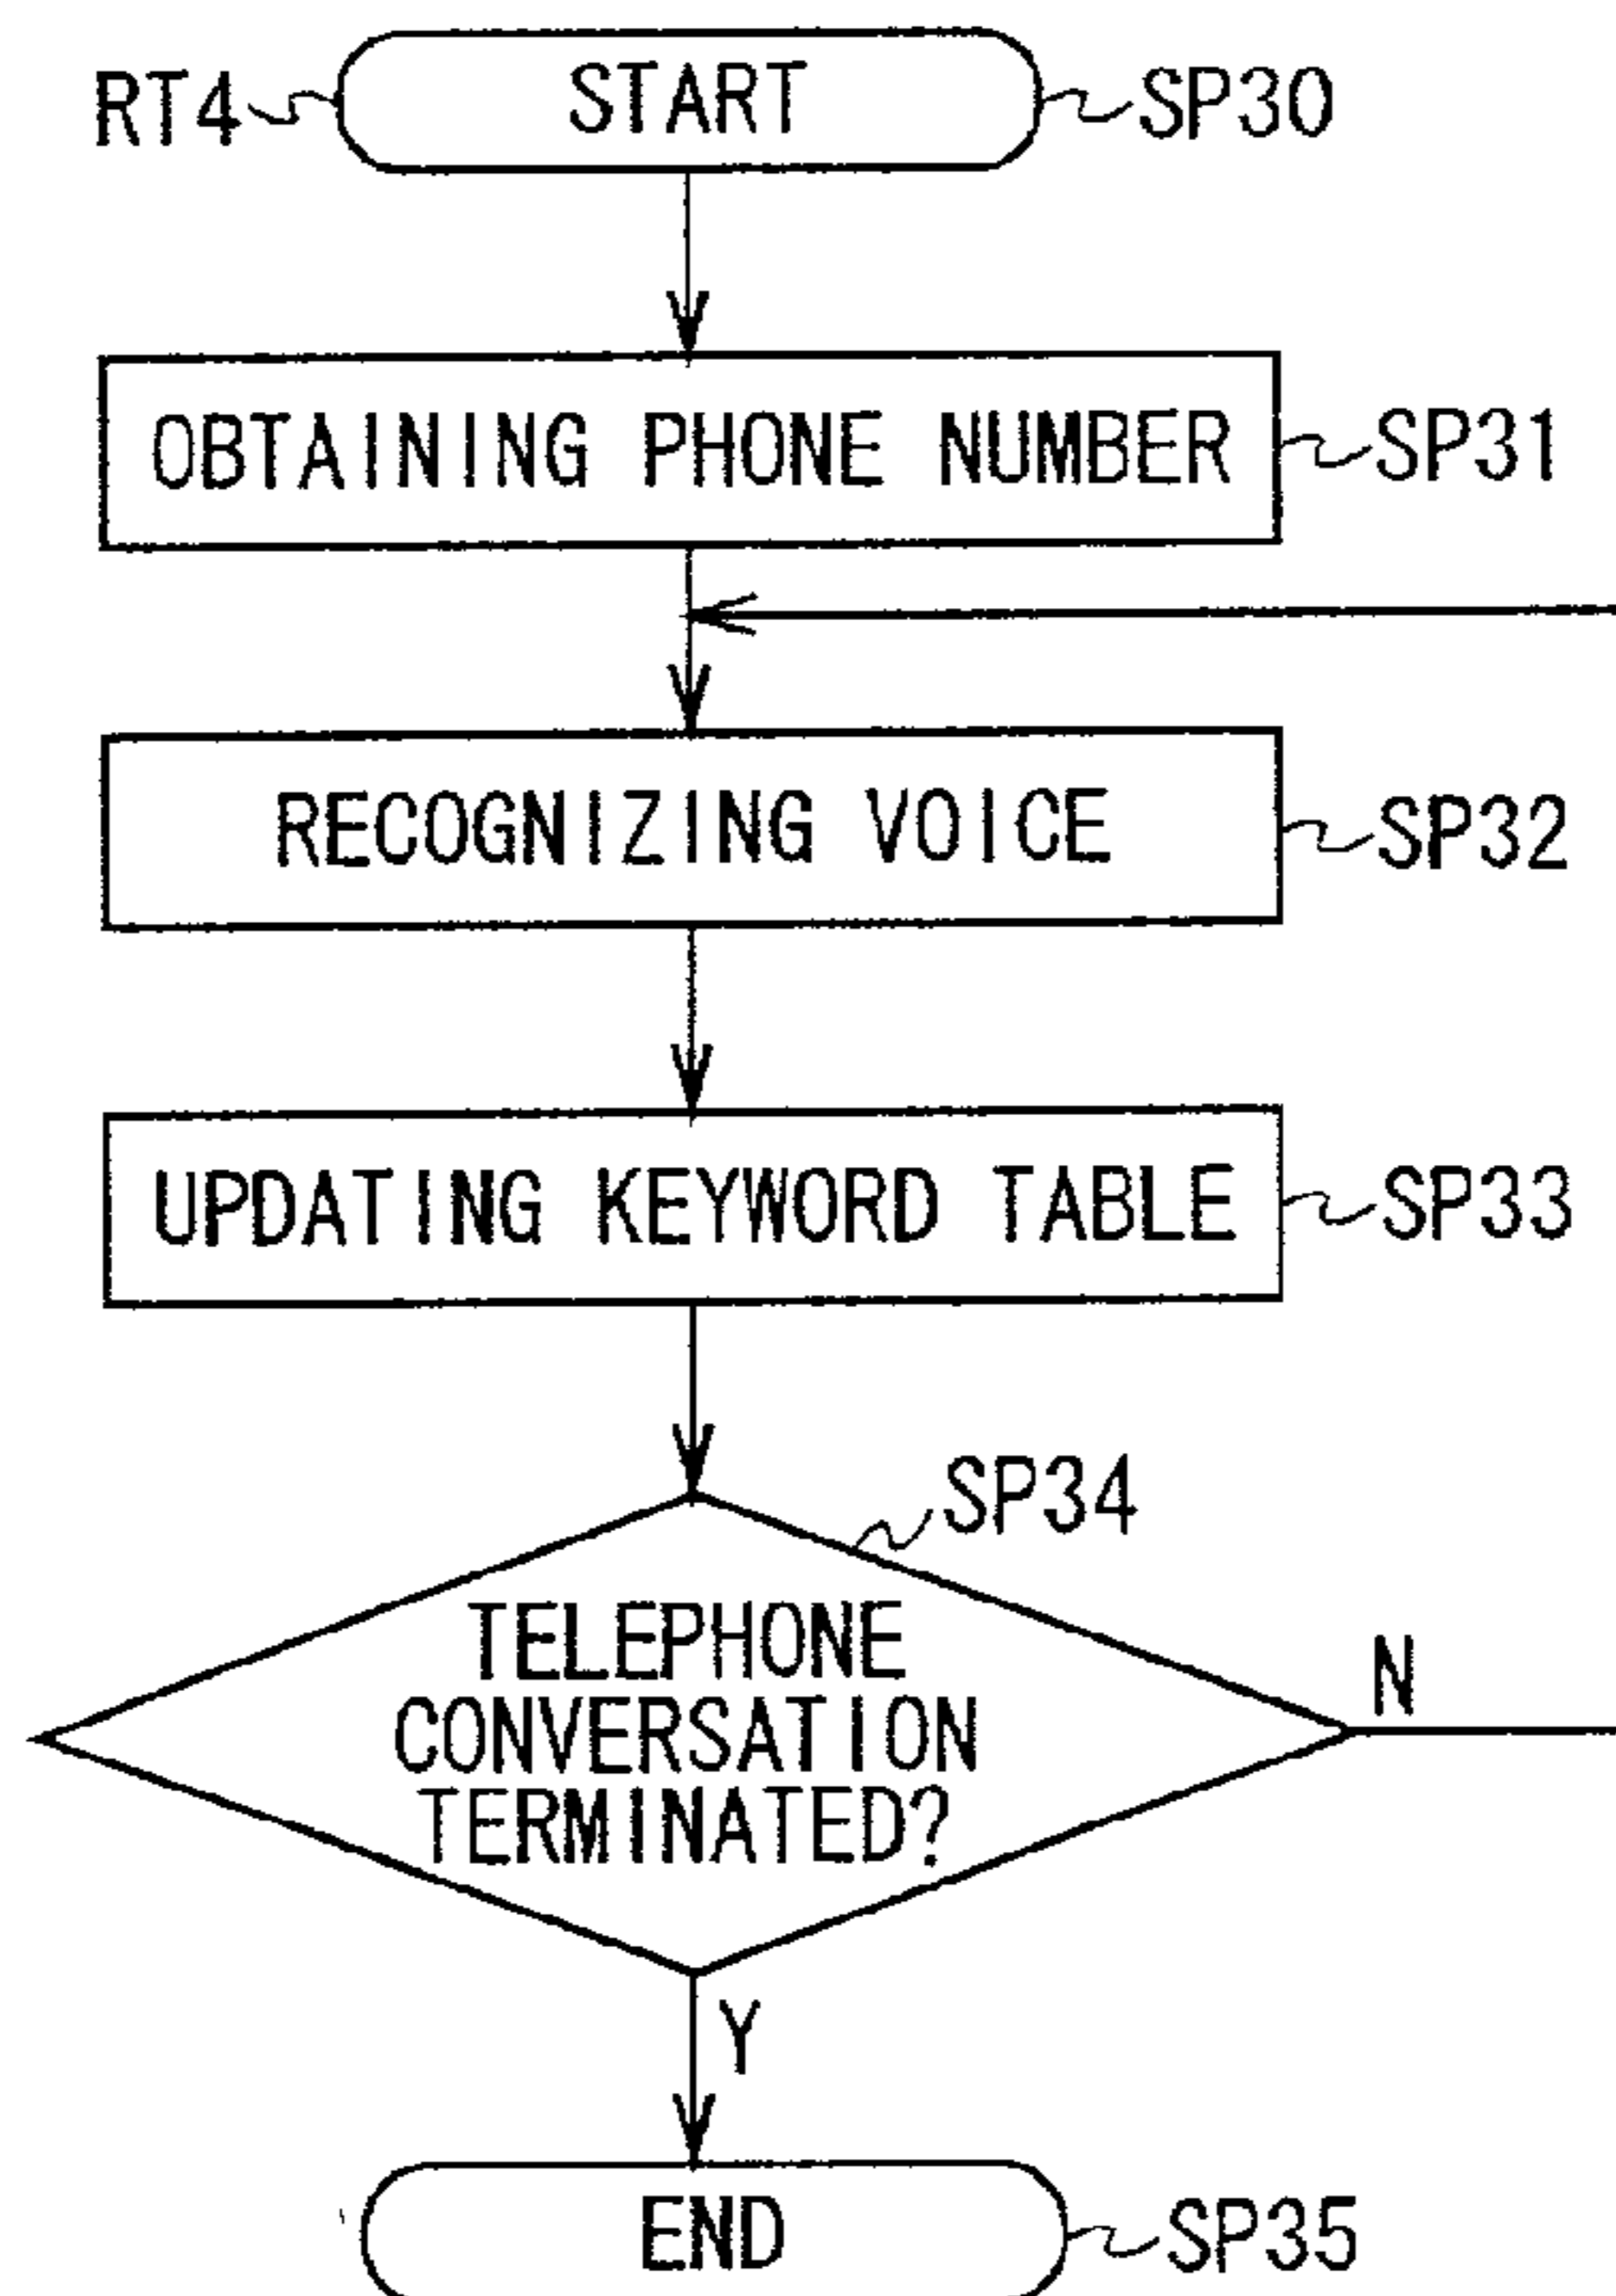 RT4 START SP30
OBTAINING PHONE NUMBER SP31
RECOGNIZING VOICE SP32
UPDATING KEYWORD TABLE SP33
SP34
TELEPHONE
CONVERSATION
TERMINATED?
N
Y
END SP35